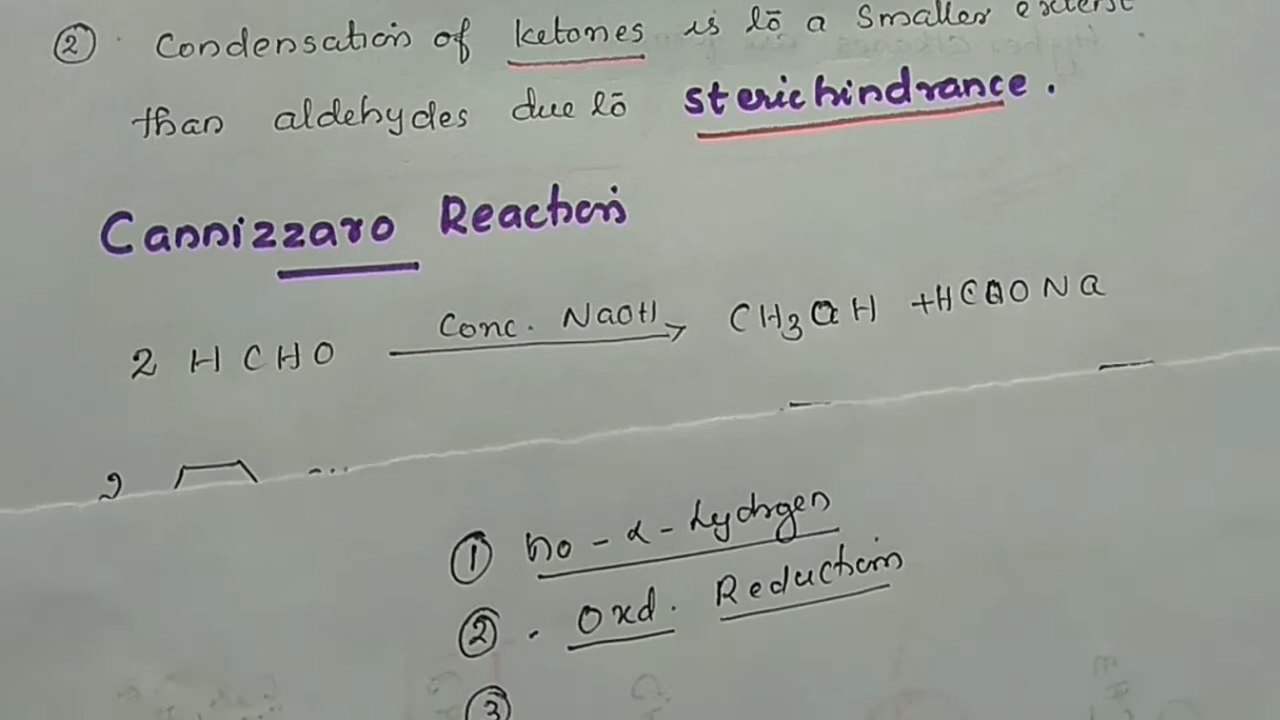 ② Condensation of ketones is to a smaller extent
than aldehydes due to sterichindrance.
Cannizzaro Reaction
2 HCHO Conc. NaOH → CH3OH + HCOONa
① no-α-hydrogen
② . Oxd. Reduction
③